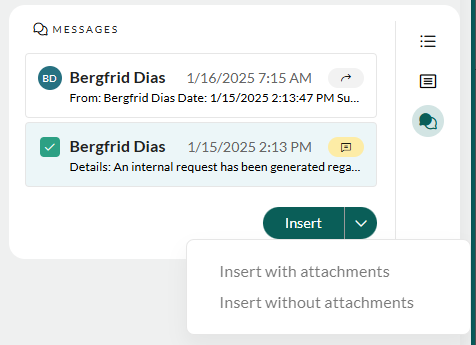 MESSAGES
BD Bergfrid Dias 1/16/2025 7:15 AM
From: Bergfrid Dias Date: 1/15/2025 2:13:47 PM Su...
Bergfrid Dias 1/15/2025 2:13 PM
Details: An internal request has been generated rega...
Insert
Insert with attachments
Insert without attachments